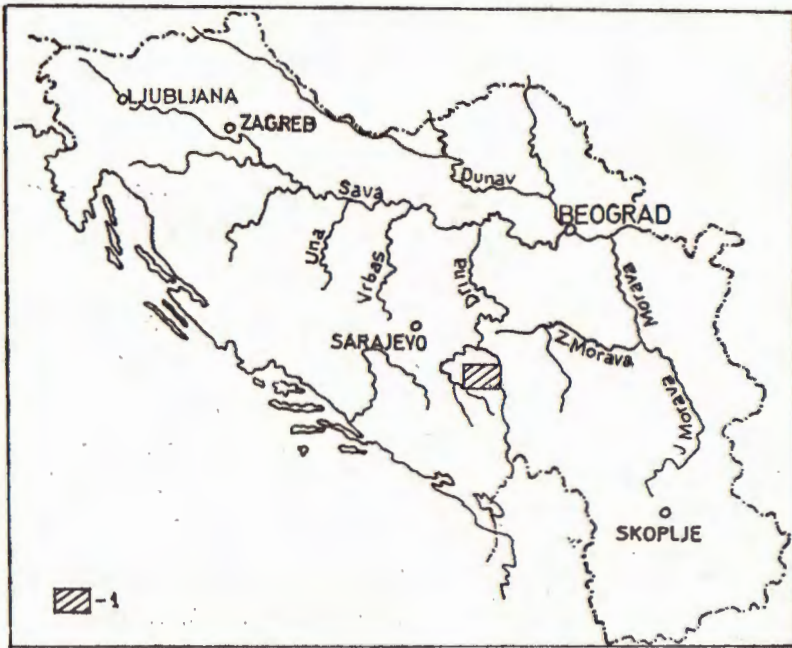 LJUBLJANA
ZAGREB
Dunav
Sava
BEOGRAD
Una
Vrbas
Drina
Morava
SARAJEVO
Z Morava
J Morava
SKOPLJE
-1